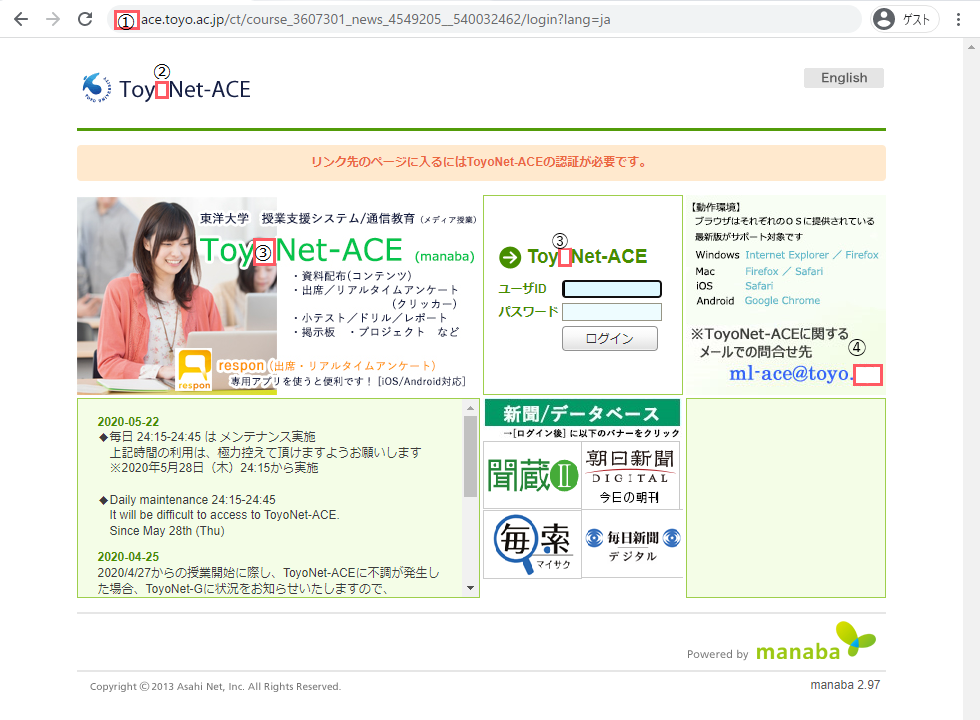 ① ace.toyo.ac.jp/ct/course_3607301_news_4549205__540032462/login?lang=ja
ゲスト
②
Toy Net-ACE
English
リンク先のページに入るにはToyoNet-ACEの認証が必要です。
東洋大学 授業支援システム/通信教育 (メディア授業)
Toy③Net-ACE (manaba)
・資料配布(コンテンツ)
・出席／リアルタイムアンケート
(クリッカー)
・小テスト／ドリル／レポート
・掲示板 ・プロジェクト など
respon
respon (出席・リアルタイムアンケート)
専用アプリを使うと便利です！[iOS/Android対応]
③
Toy Net-ACE
ユーザID
パスワード
ログイン
【動作環境】
ブラウザはそれぞれのＯＳに提供されている
最新版がサポート対象です
Windows Internet Explorer ／ Firefox
Mac Firefox ／ Safari
iOS Safari
Android Google Chrome
※ToyoNet-ACEに関する
メールでの問合せ先
④
ml-ace@toyo.
2020-05-22
◆毎日 24:15-24:45 は メンテナンス実施
上記時間の利用は、極力控えて頂けますようお願いします
※2020年5月28日（木）24:15から実施
◆Daily maintenance 24:15-24:45
It will be difficult to access to ToyoNet-ACE.
Since May 28th (Thu)
2020-04-25
2020/4/27からの授業開始に際し、ToyoNet-ACEに不調が発生し
た場合、ToyoNet-Gに状況をお知らせいたしますので、
新聞/データベース
→[ログイン後] に以下のバナーをクリック
聞蔵II
朝日新聞
DIGITAL
今日の朝刊
毎索
マイサク
毎日新聞
デジタル
Powered by manaba
Copyright ©2013 Asahi Net, Inc. All Rights Reserved.
manaba 2.97